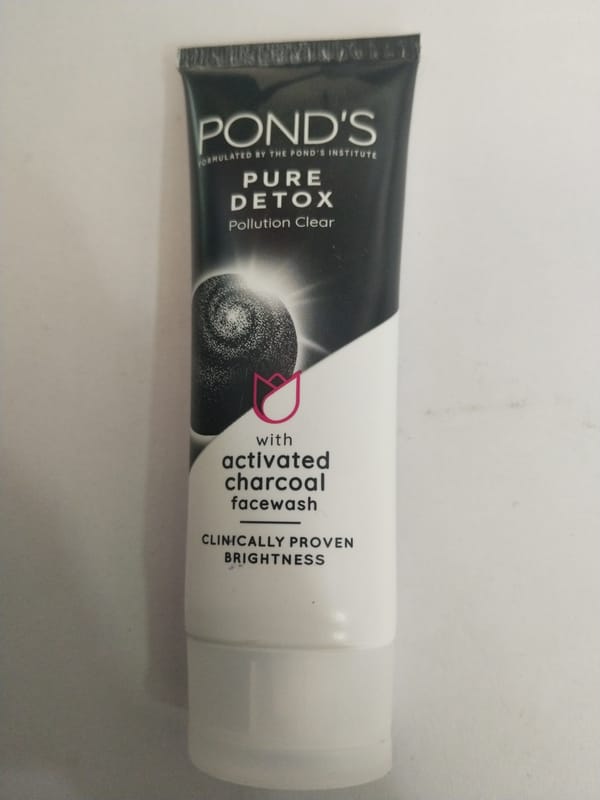 POND'S
FORMULATED BY THE POND'S INSTITUTE
PURE
DETOX
Pollution Clear
with
activated
charcoal
facewash
CLINICALLY PROVEN
BRIGHTNESS